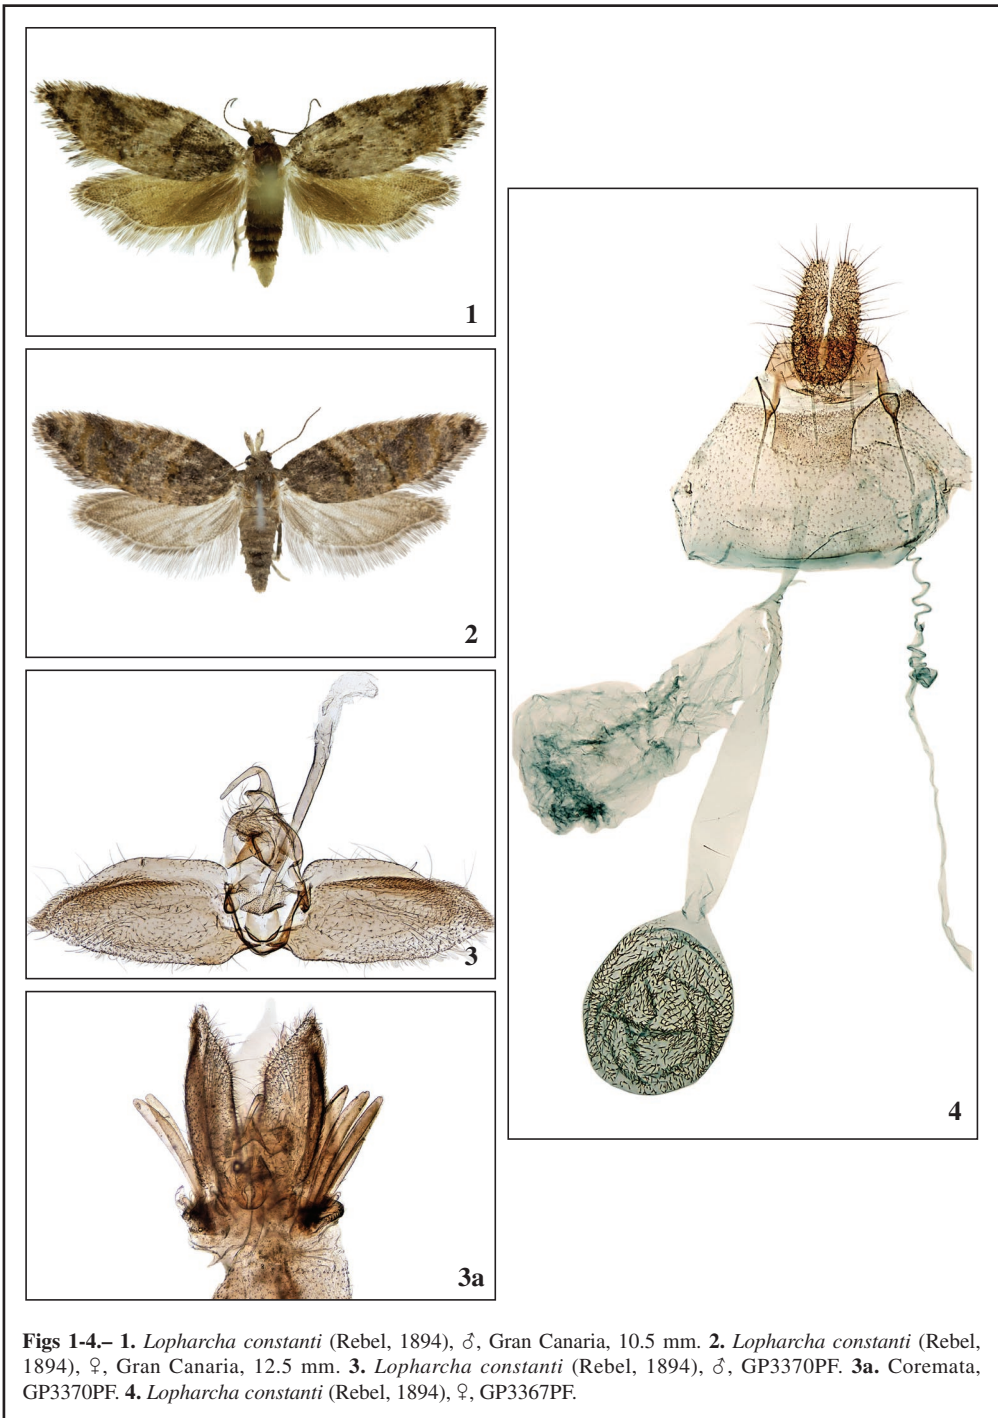 1
2
3
3a
4
Figs 1-4.– 1. Lopharcha constanti (Rebel, 1894), ♂, Gran Canaria, 10.5 mm. 2. Lopharcha constanti (Rebel,
1894), ♀, Gran Canaria, 12.5 mm. 3. Lopharcha constanti (Rebel, 1894), ♂, GP3370PF. 3a. Coremata,
GP3370PF. 4. Lopharcha constanti (Rebel, 1894), ♀, GP3367PF.